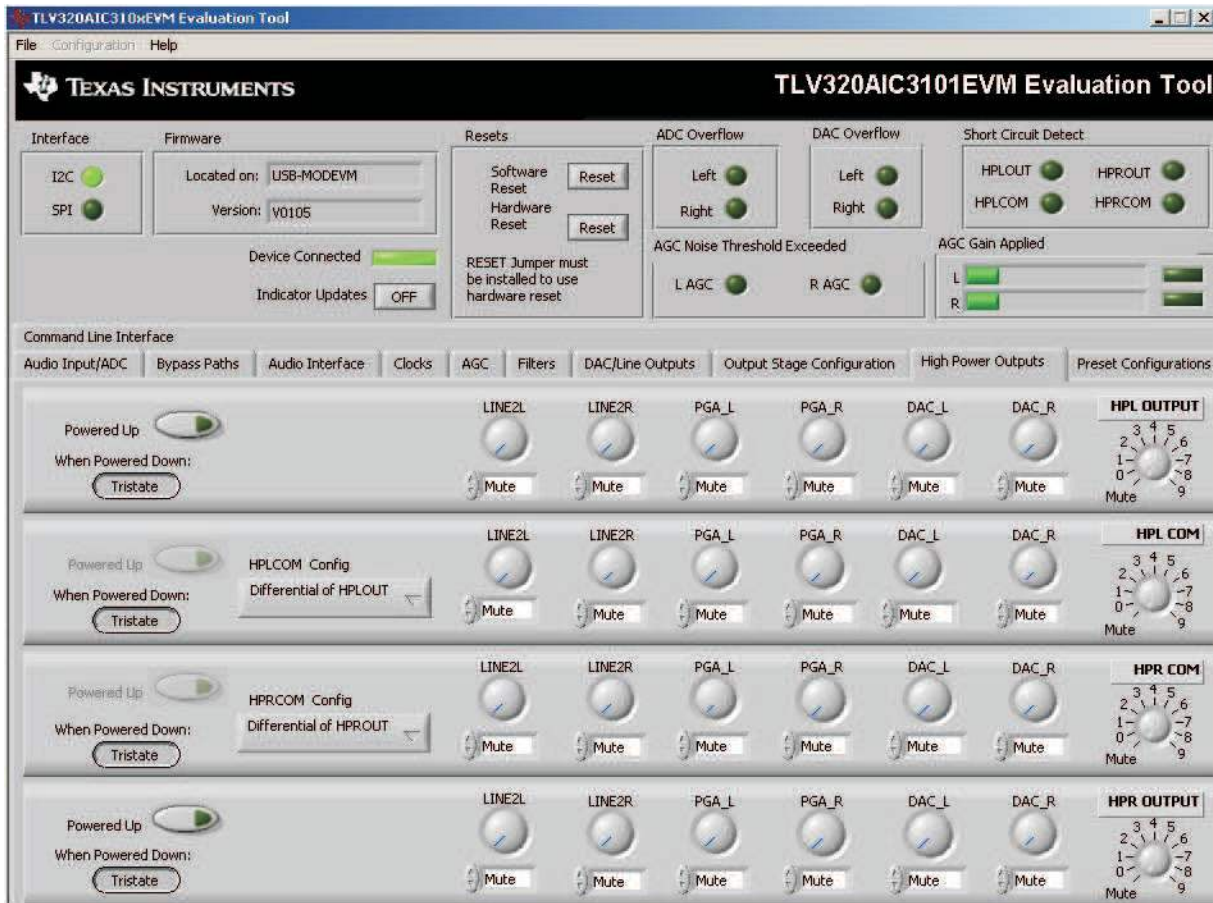 TLV320AIC310xEVM Evaluation Tool
File Configuration Help
TEXAS INSTRUMENTS
TLV320AIC3101EVM Evaluation Tool
Interface
I2C
SPI
Firmware
Located on: USB-MODEVM
Version: V0105
Device Connected
Indicator Updates OFF
Resets
Software Reset Reset
Hardware Reset Reset
RESET Jumper must
be installed to use
hardware reset
ADC Overflow
Left
Right
DAC Overflow
Left
Right
Short Circuit Detect
HPLOUT HPROUT
HPLCOM HPRCOM
AGC Noise Threshold Exceeded
L AGC R AGC
AGC Gain Applied
L
R
Command Line Interface
Audio Input/ADC Bypass Paths Audio Interface Clocks AGC Filters DAC/Line Outputs Output Stage Configuration High Power Outputs Preset Configurations
Powered Up
When Powered Down:
Tristate
LINE2L LINE2R PGA_L PGA_R DAC_L DAC_R
Mute Mute Mute Mute Mute Mute
HPL OUTPUT
Mute 0 1 2 3 4 5 6 7 8 9
Powered Up
When Powered Down:
Tristate
HPLCOM Config
Differential of HPLOUT
LINE2L LINE2R PGA_L PGA_R DAC_L DAC_R
Mute Mute Mute Mute Mute Mute
HPL COM
Mute 0 1 2 3 4 5 6 7 8 9
Powered Up
When Powered Down:
Tristate
HPRCOM Config
Differential of HPROUT
LINE2L LINE2R PGA_L PGA_R DAC_L DAC_R
Mute Mute Mute Mute Mute Mute
HPR COM
Mute 0 1 2 3 4 5 6 7 8 9
Powered Up
When Powered Down:
Tristate
LINE2L LINE2R PGA_L PGA_R DAC_L DAC_R
Mute Mute Mute Mute Mute Mute
HPR OUTPUT
Mute 0 1 2 3 4 5 6 7 8 9